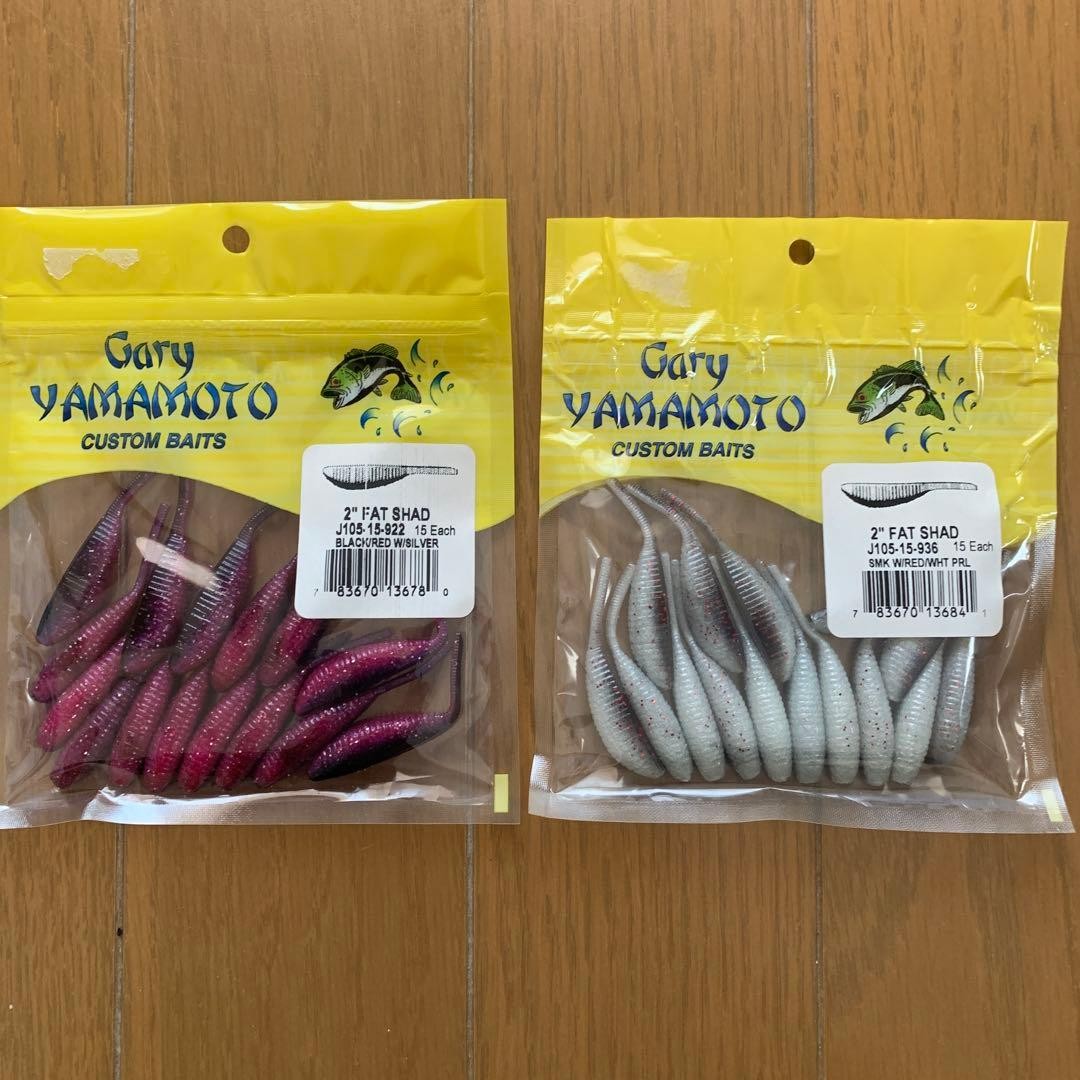 Gary
YAMAMOTO
CUSTOM BAITS
2" FAT SHAD
J105-15-922 15 Each
BLACK/RED W/SILVER
7 83670 13678 0
Gary
YAMAMOTO
CUSTOM BAITS
2" FAT SHAD
J105-15-936 15 Each
SMK W/RED/WHT PRL
7 83670 13684 1